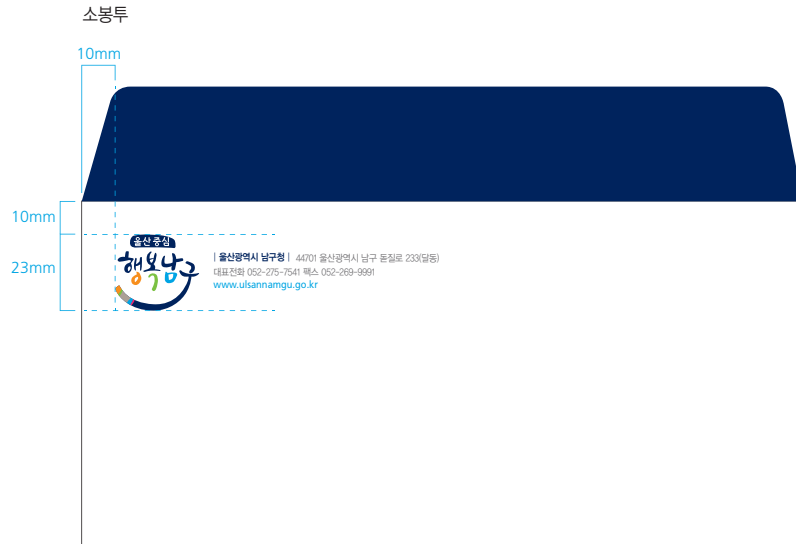 소봉투
10mm
10mm
23mm
울산 중심
행복남구
| 울산광역시 남구청 | 44701 울산광역시 남구 돋질로 233(달동)
대표전화 052-275-7541 팩스 052-269-9991
www.ulsannamgu.go.kr